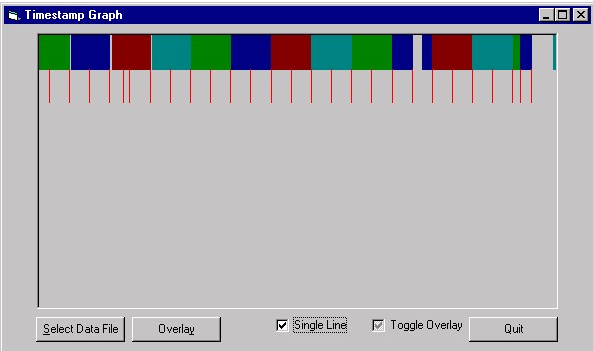 Timestamp Graph
Select Data File
Overlay
Single Line
Toggle Overlay
Quit